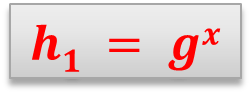 h₁ = gˣ